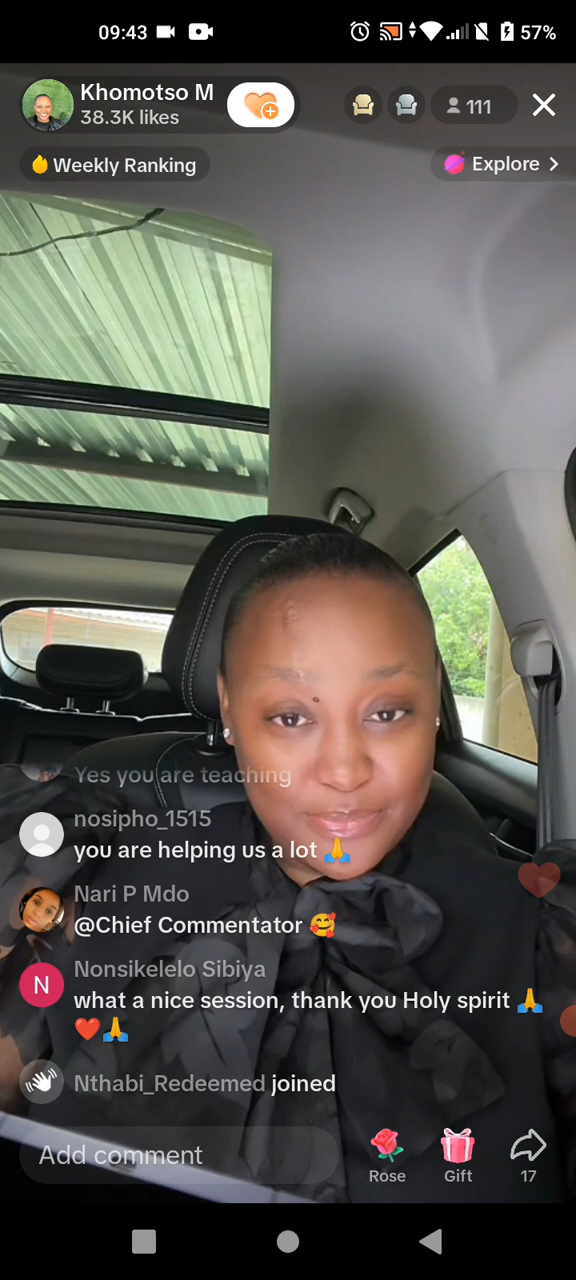 09:43
57%
Khomotso M
38.3K likes
111
Weekly Ranking
Explore
Yes you are teaching
nosipho_1515
you are helping us a lot 🙏
Nari P Mdo
@Chief Commentator 🥰
N
Nonsikelelo Sibiya
what a nice session, thank you Holy spirit 🙏
❤️🙏
Nthabi_Redeemed joined
Add comment
Rose
Gift
17